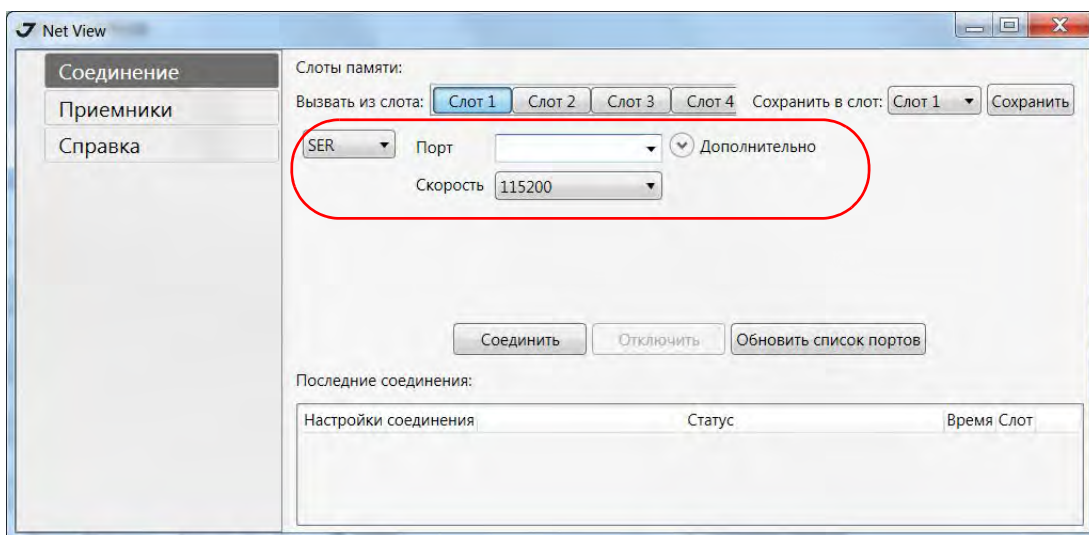 Net View
Соединение
Приемники
Справка
Слоты памяти:
Вызвать из слота: Слот 1 Слот 2 Слот 3 Слот 4 Сохранить в слот: Слот 1 Сохранить
SER Порт Дополнительно
Скорость 115200
Соединить Отключить Обновить список портов
Последние соединения:
Настройки соединения Статус Время Слот